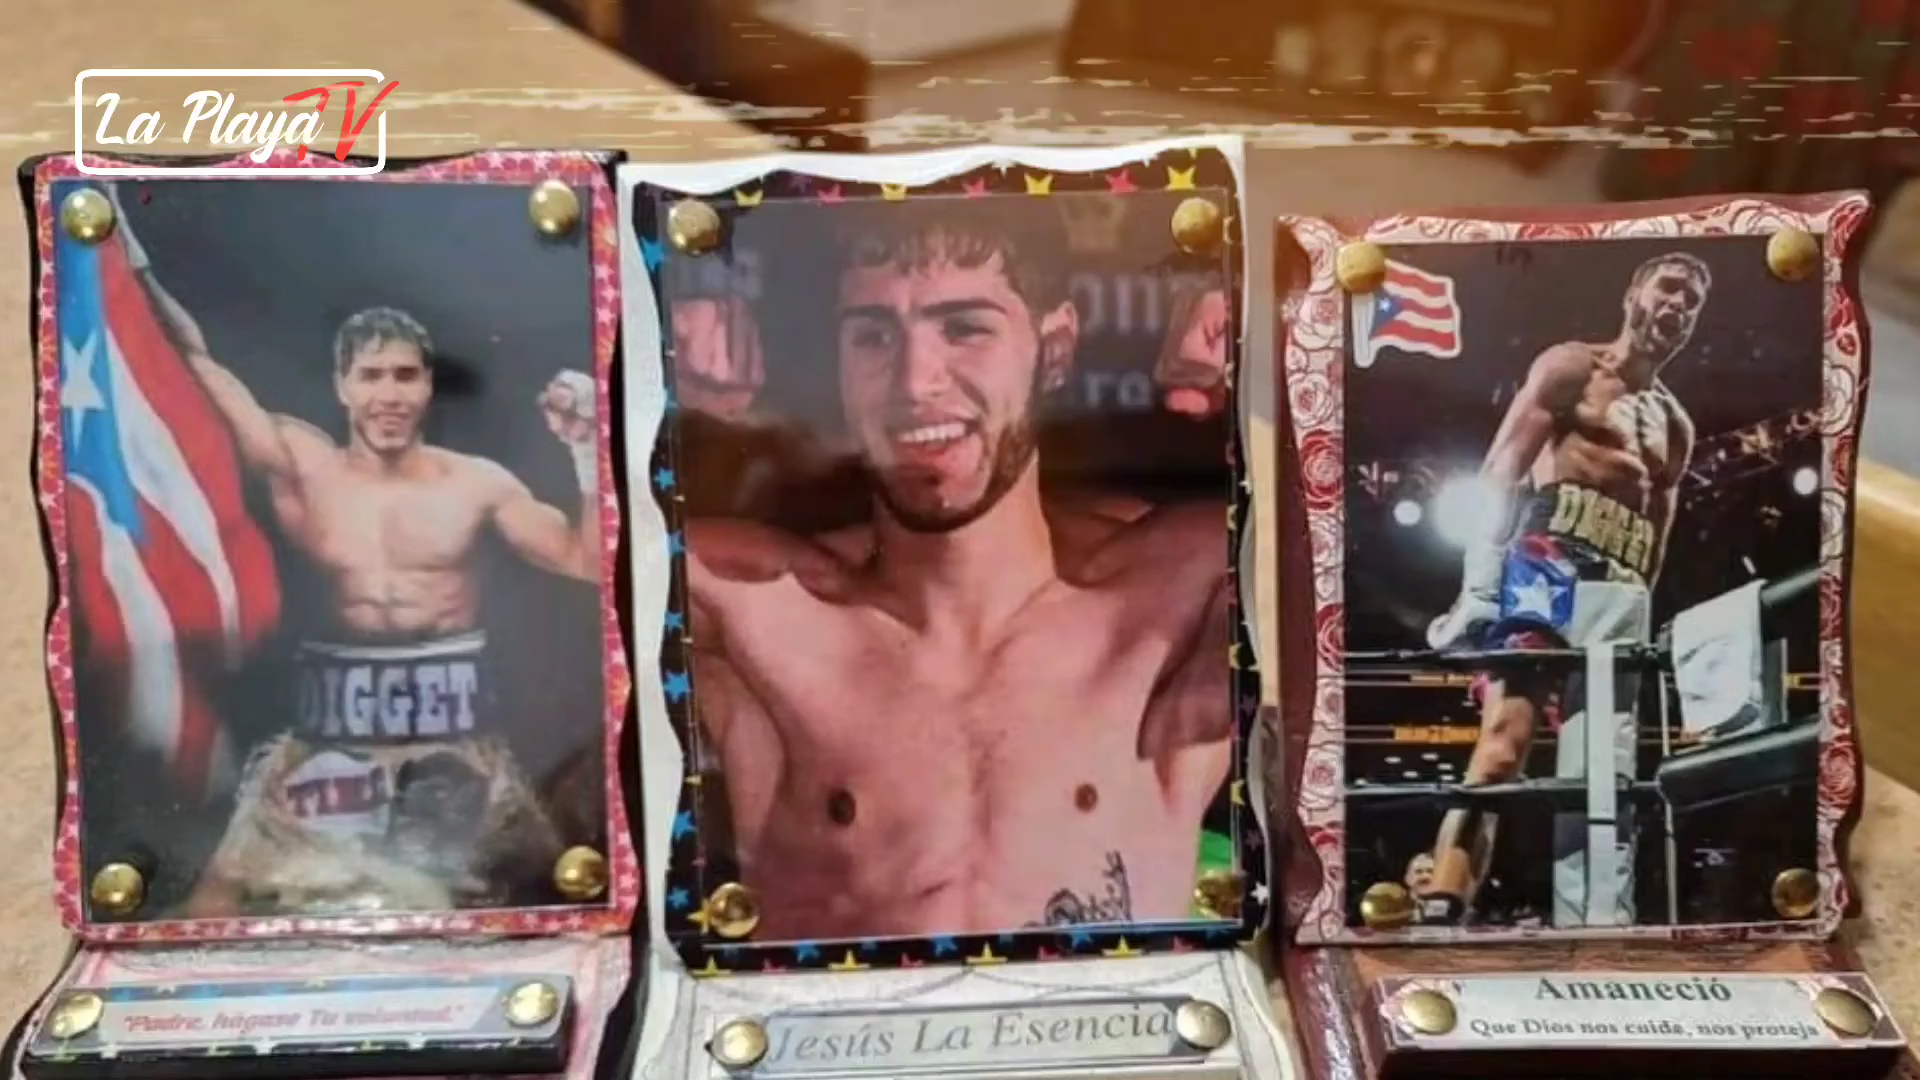 La Playa TV
DIGGET
DIGGET
"Padre, hágase Tu voluntad."
Jesús La Esencia
Amaneció
Que Dios nos cuide, nos proteja